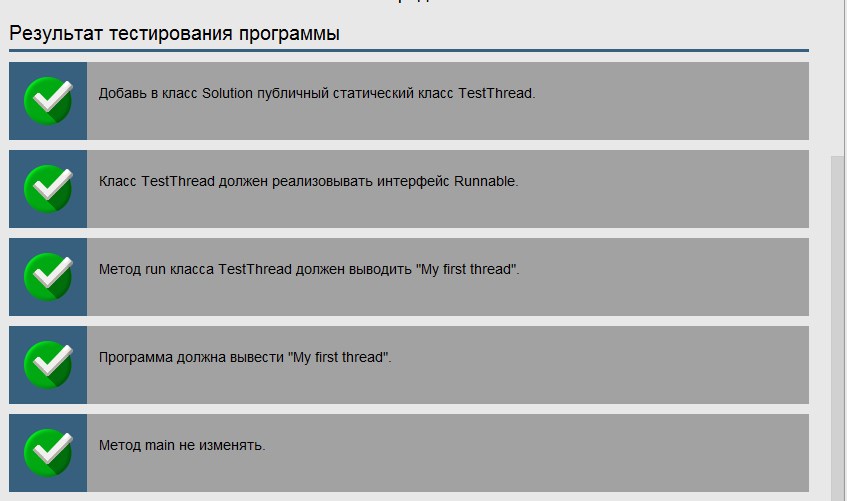 Результат тестирования программы
Добавь в класс Solution публичный статический класс TestThread.
Класс TestThread должен реализовывать интерфейс Runnable.
Метод run класса TestThread должен выводить "My first thread".
Программа должна вывести "My first thread".
Метод main не изменять.